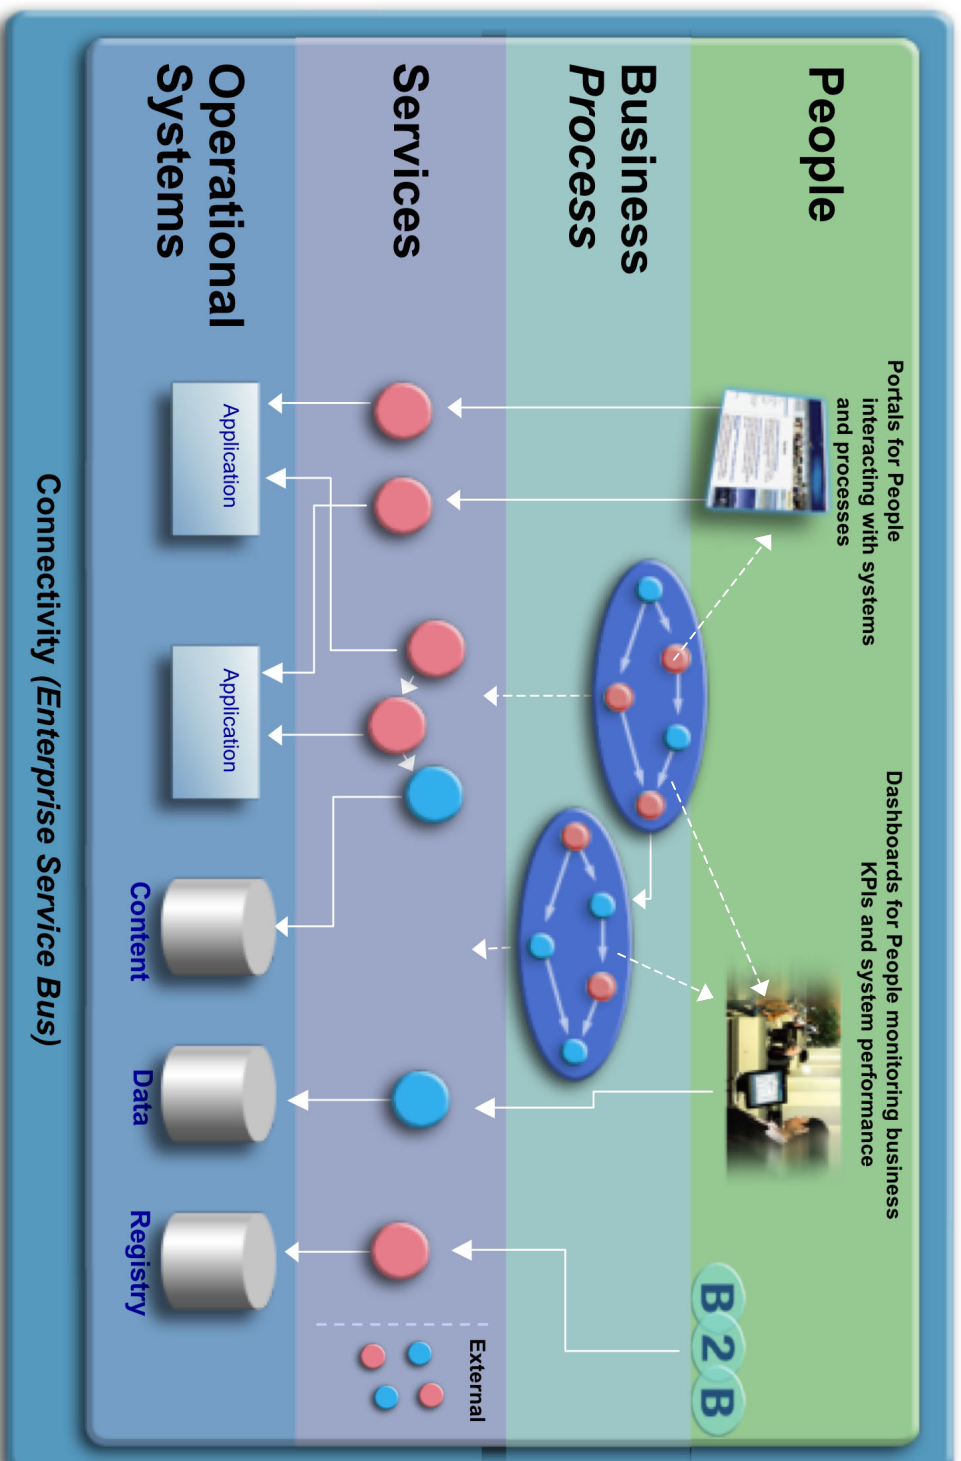 People
Portals for People
interacting with systems
and processes
Dashboards for People monitoring business
KPIs and system performance
B2B
Business
Process
Services
External
Operational
Systems
Application
Application
Content
Data
Registry
Connectivity (Enterprise Service Bus)